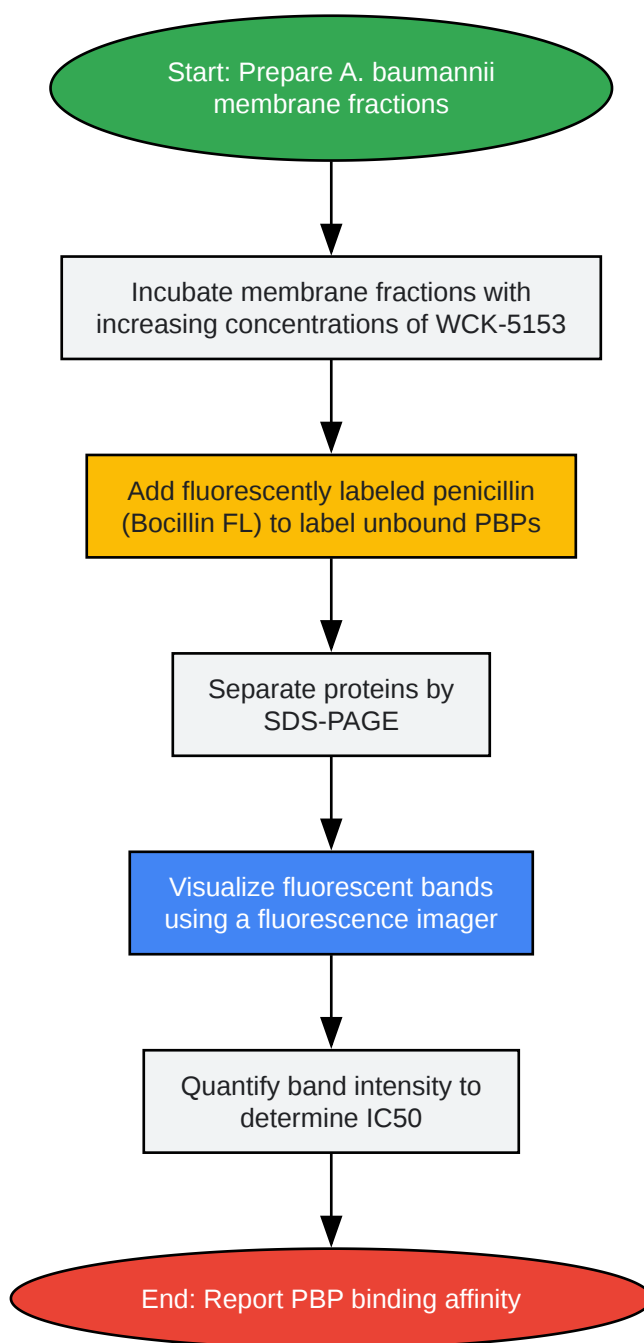 Start: Prepare A. baumannii
membrane fractions
Incubate membrane fractions with
increasing concentrations of WCK-5153
Add fluorescently labeled penicillin
(Bocillin FL) to label unbound PBPs
Separate proteins by
SDS-PAGE
Visualize fluorescent bands
using a fluorescence imager
Quantify band intensity to
determine IC50
End: Report PBP binding affinity